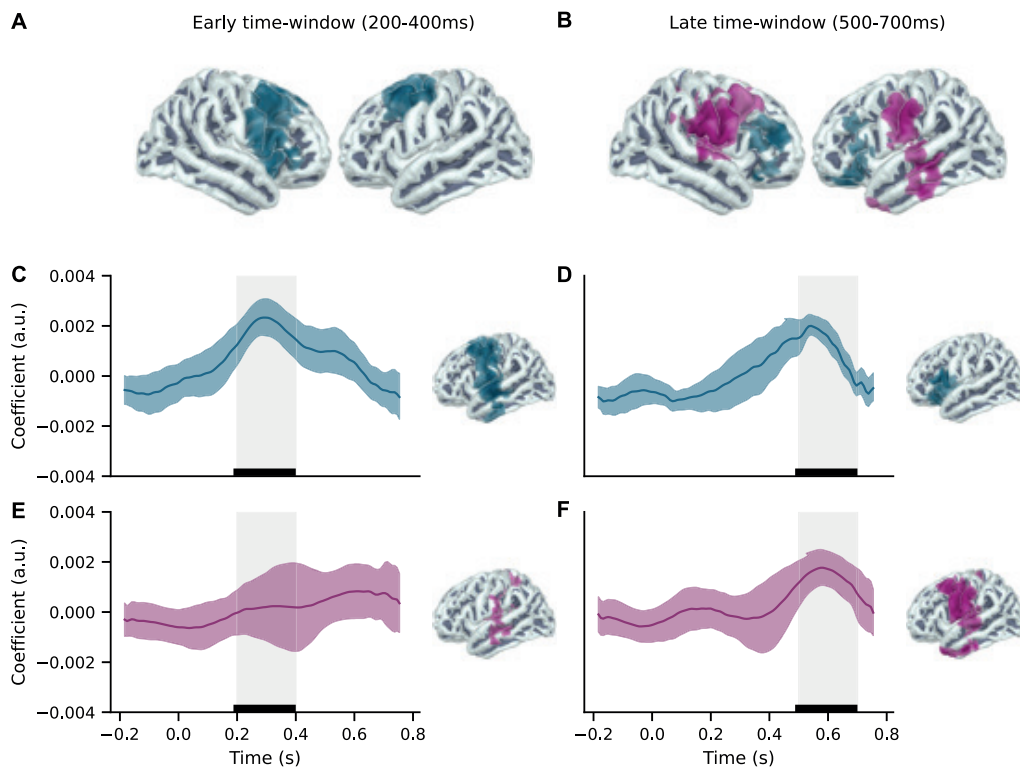 A Early time-window (200-400ms)
B Late time-window (500-700ms)
C
0.004
0.002
0.000
−0.002
−0.004
Coefficient (a.u.)
D
E
0.004
0.002
0.000
−0.002
−0.004
Coefficient (a.u.)
−0.2 0.0 0.2 0.4 0.6 0.8
Time (s)
F
−0.2 0.0 0.2 0.4 0.6 0.8
Time (s)